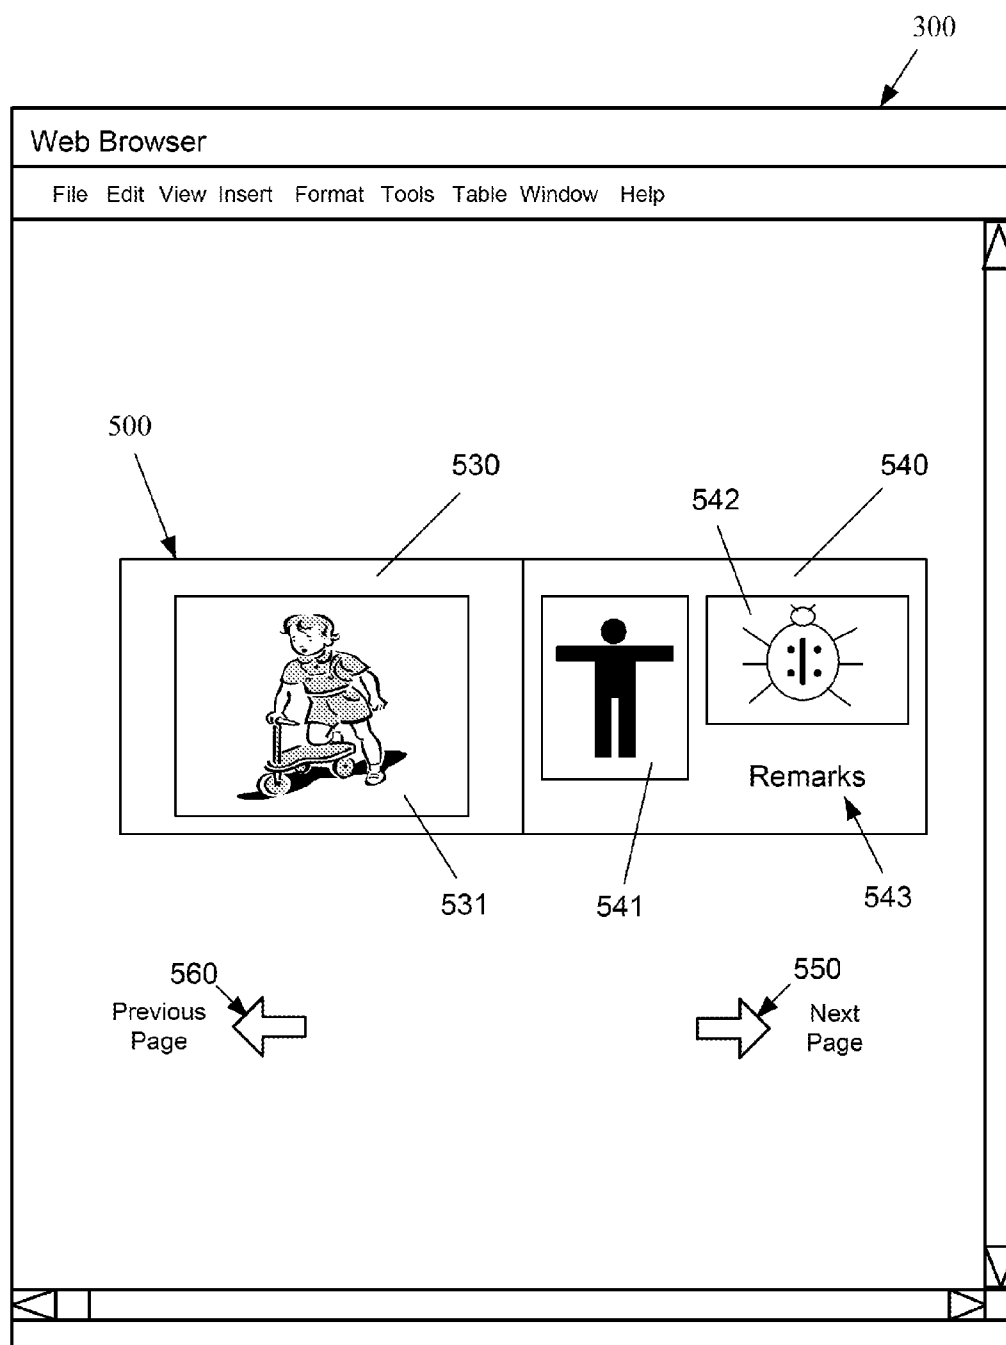 300
Web Browser
File Edit View Insert Format Tools Table Window Help
500
530
540
542
Remarks
531
541
543
560
550
Previous
Page
Next
Page